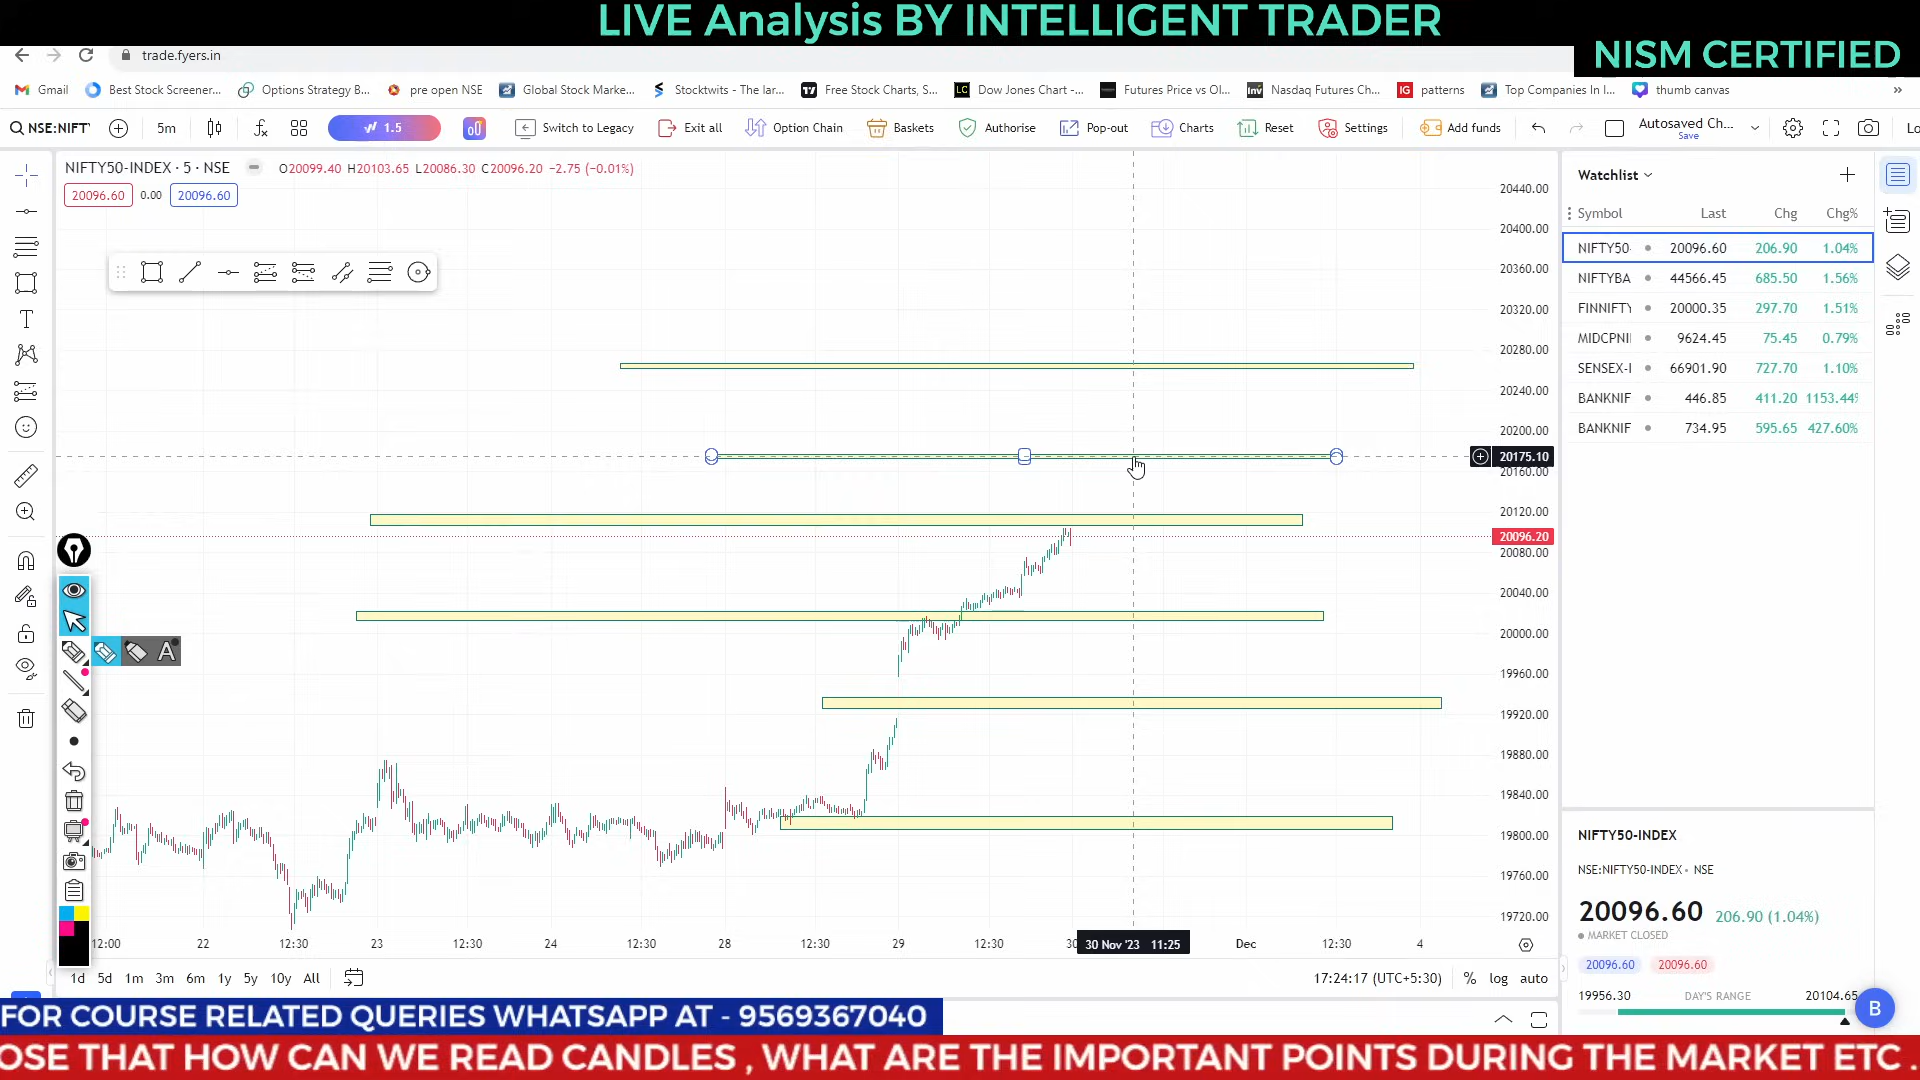 LIVE Analysis BY INTELLIGENT TRADER
NISM CERTIFIED
trade.fyers.in
Gmail Best Stock Screener... Options Strategy B... pre open NSE Global Stock Marke... Stocktwits - The lar... Free Stock Charts, S... Dow Jones Chart -... Futures Price vs Ol... Nasdaq Futures Ch... patterns Top Companies In I... thumb canvas »
NSE:NIFTY 5m 1.5 Switch to Legacy Exit all Option Chain Baskets Authorise Pop-out Charts Reset Settings Add funds Autosaved Ch... Lo
Save
NIFTY50-INDEX · 5 · NSE O20099.40 H20103.65 L20086.30 C20096.20 −2.75 (−0.01%)
20096.60 0.00 20096.60
20440.00
20400.00
20360.00
20320.00
20280.00
20240.00
20200.00
20175.10
20160.00
20120.00
20096.20
20080.00
20040.00
20000.00
19960.00
19920.00
19880.00
19840.00
19800.00
19760.00
19720.00
A
12:00 22 12:30 23 12:30 24 12:30 28 12:30 29 12:30 30 30 Nov '23 11:25 Dec 12:30 4
1d 5d 1m 3m 6m 1y 5y 10y All 17:24:17 (UTC+5:30) % log auto
Watchlist
Symbol Last Chg Chg%
NIFTY50- 20096.60 206.90 1.04%
NIFTYBA 44566.45 685.50 1.56%
FINNIFTY 20000.35 297.70 1.51%
MIDCPNI 9624.45 75.45 0.79%
SENSEX-I 66901.90 727.70 1.10%
BANKNIF 446.85 411.20 1153.44%
BANKNIF 734.95 595.65 427.60%
NIFTY50-INDEX
NSE:NIFTY50-INDEX • NSE
20096.60 206.90 (1.04%)
MARKET CLOSED
20096.60 20096.60
19956.30 DAY'S RANGE 20104.65
B
FOR COURSE RELATED QUERIES WHATSAPP AT - 9569367040
OSE THAT HOW CAN WE READ CANDLES , WHAT ARE THE IMPORTANT POINTS DURING THE MARKET ETC .